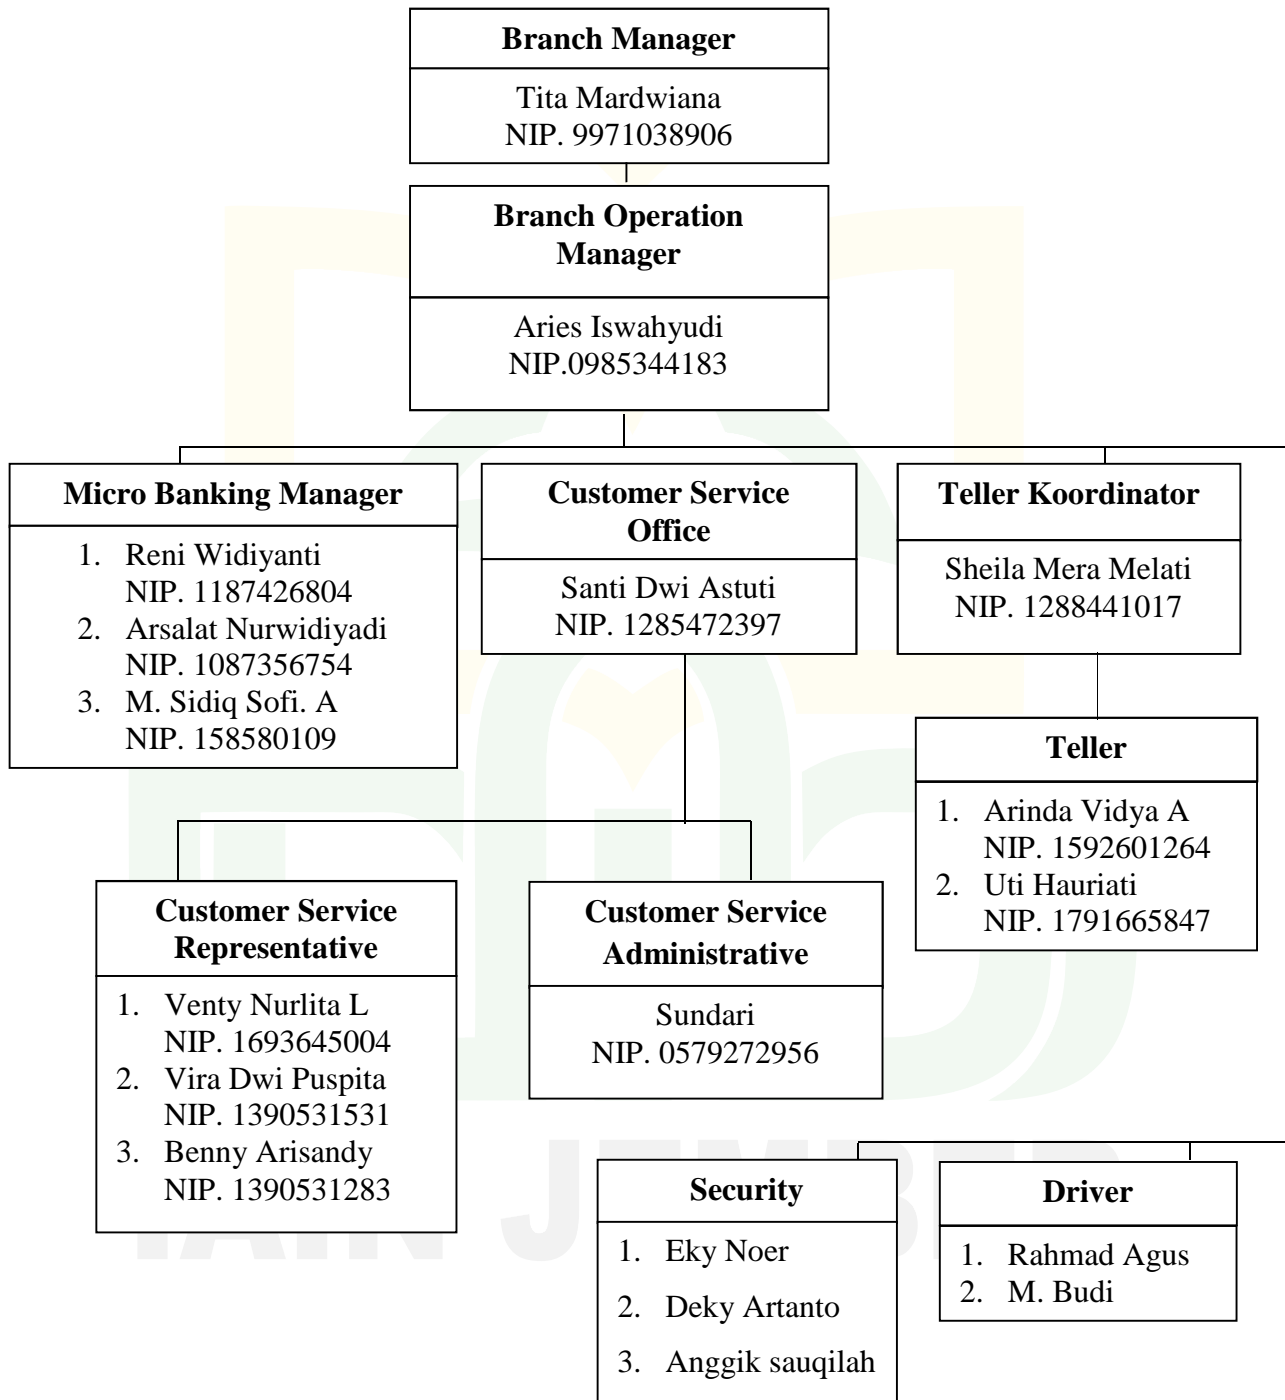 Branch Manager
Tita Mardwiana
NIP. 9971038906
Branch Operation
Manager
Aries Iswahyudi
NIP.0985344183
Micro Banking Manager
1. Reni Widiyanti
NIP. 1187426804
2. Arsalat Nurwidiyadi
NIP. 1087356754
3. M. Sidiq Sofi. A
NIP. 158580109
Customer Service
Office
Santi Dwi Astuti
NIP. 1285472397
Teller Koordinator
Sheila Mera Melati
NIP. 1288441017
Teller
1. Arinda Vidya A
NIP. 1592601264
2. Uti Hauriati
NIP. 1791665847
Customer Service
Representative
1. Venty Nurlita L
NIP. 1693645004
2. Vira Dwi Puspita
NIP. 1390531531
3. Benny Arisandy
NIP. 1390531283
Customer Service
Administrative
Sundari
NIP. 0579272956
Security
1. Eky Noer
2. Deky Artanto
3. Anggik sauqilah
Driver
1. Rahmad Agus
2. M. Budi
IAIN JEMBER